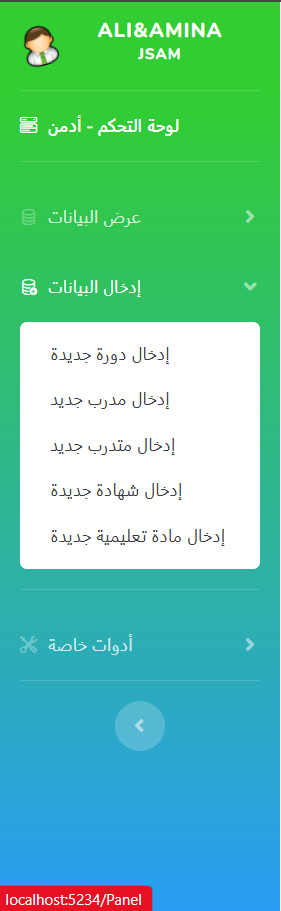 ALI&AMINA
JSAM
لوحة التحكم - أدمن
عرض البيانات
إدخال البيانات
إدخال دورة جديدة
إدخال مدرب جديد
إدخال متدرب جديد
إدخال شهادة جديدة
إدخال مادة تعليمية جديدة
أدوات خاصة
localhost:5234/Panel